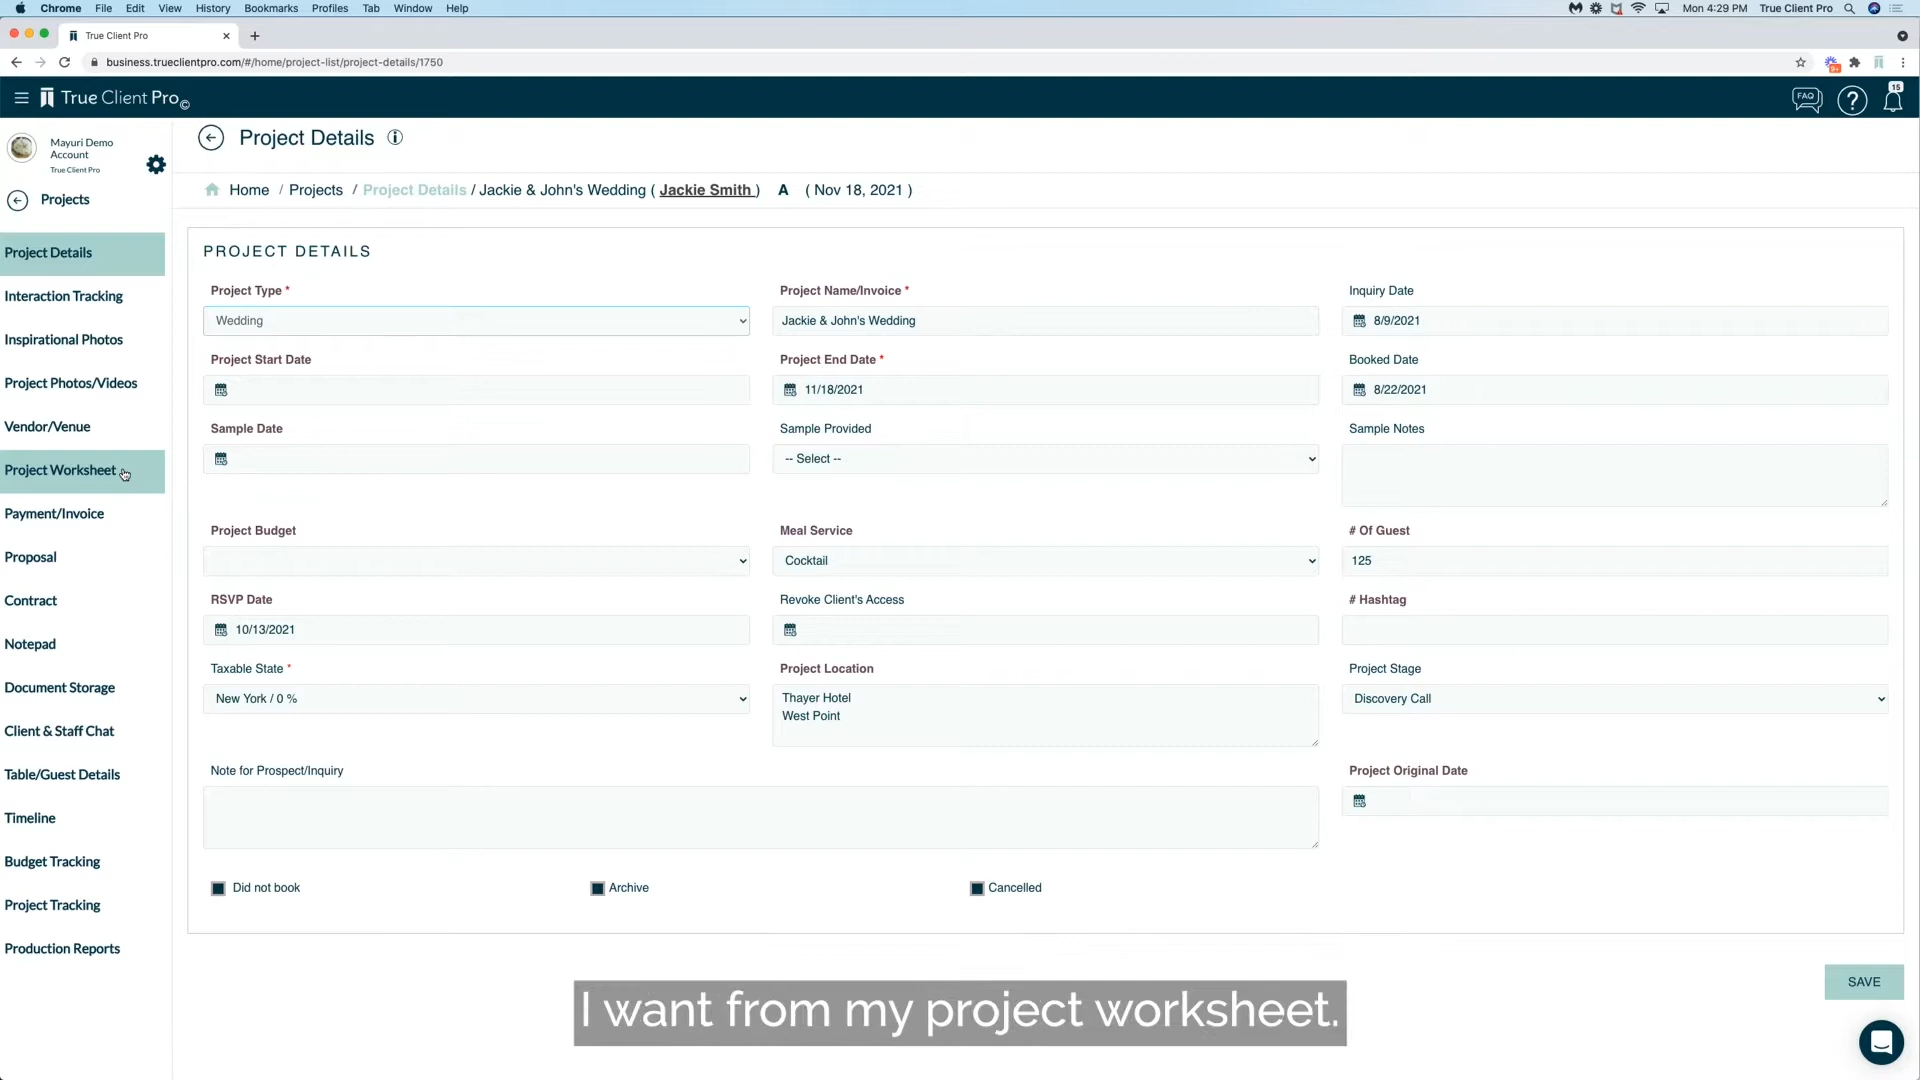 Chrome File Edit View History Bookmarks Profiles Tab Window Help Mon 4:29 PM True Client Pro
True Client Pro
business.trueclientpro.com/#/home/project-list/project-details/1750
True Client Pro© FAQ ? 15
Mayuri Demo
Account
True Client Pro
Projects
Project Details
Interaction Tracking
Inspirational Photos
Project Photos/Videos
Vendor/Venue
Project Worksheet
Payment/Invoice
Proposal
Contract
Notepad
Document Storage
Client & Staff Chat
Table/Guest Details
Timeline
Budget Tracking
Project Tracking
Production Reports
Project Details
Home / Projects / Project Details / Jackie & John's Wedding ( Jackie Smith ) A ( Nov 18, 2021 )
PROJECT DETAILS
Project Type * Project Name/Invoice * Inquiry Date
Wedding Jackie & John's Wedding 8/9/2021
Project Start Date Project End Date * Booked Date
11/18/2021 8/22/2021
Sample Date Sample Provided Sample Notes
-- Select --
Project Budget Meal Service # Of Guest
Cocktail 125
RSVP Date Revoke Client's Access # Hashtag
10/13/2021
Taxable State * Project Location Project Stage
New York / 0 % Thayer Hotel Discovery Call
West Point
Note for Prospect/Inquiry Project Original Date
Did not book Archive Cancelled
SAVE
I want from my project worksheet.